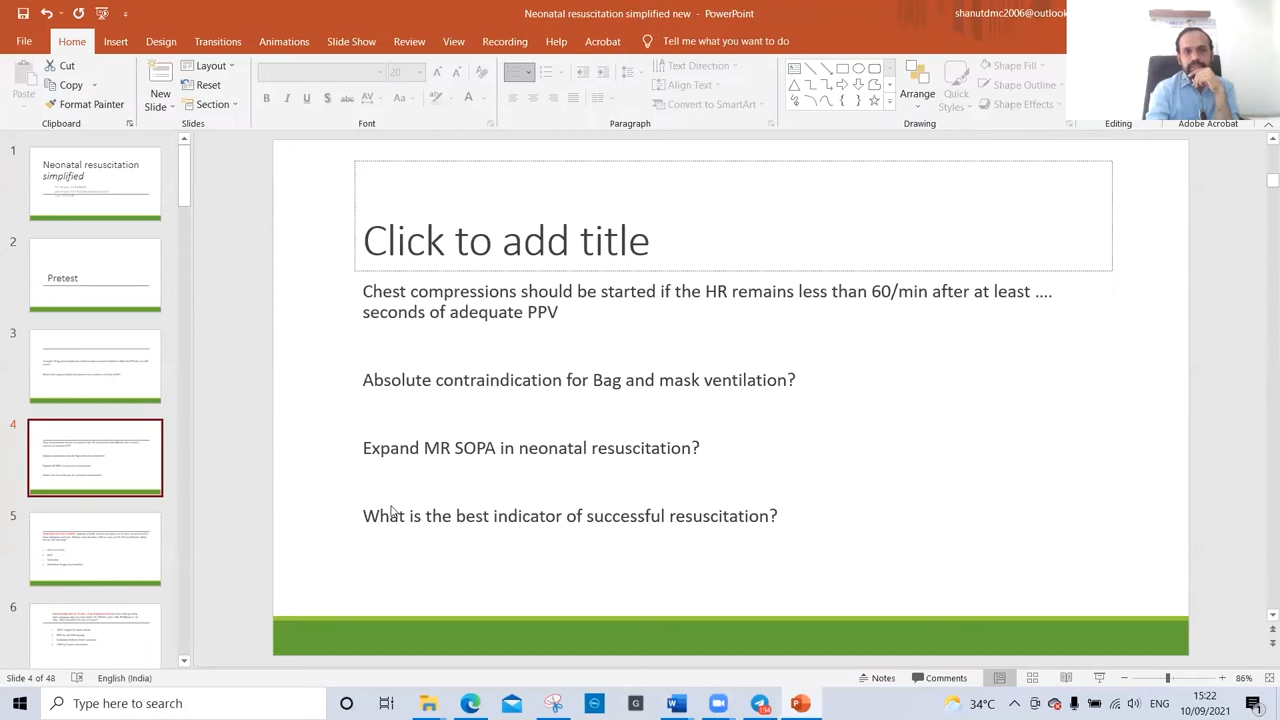 Neonatal resuscitation simplified new - PowerPoint
shanutdmc2006@outlook
File Home Insert Design Transitions Animations Slide Show Review View Recording Help Acrobat Tell me what you want to do
Paste
Cut
Copy
Format Painter
Clipboard
New Slide
Layout
Reset
Section
Slides
20
Font
Text Direction
Align Text
Convert to SmartArt
Paragraph
Arrange
Quick Styles
Shape Fill
Shape Outline
Shape Effects
Drawing
Editing
Adobe Acrobat
1
Neonatal resuscitation
simplified
2
Pretest
3
4
5
6
Click to add title
Chest compressions should be started if the HR remains less than 60/min after at least ….
seconds of adequate PPV
Absolute contraindication for Bag and mask ventilation?
Expand MR SOPA in neonatal resuscitation?
What is the best indicator of successful resuscitation?
Slide 4 of 48 English (India) Notes Comments 86%
Type here to search
194
34°C
15:22
10/09/2021